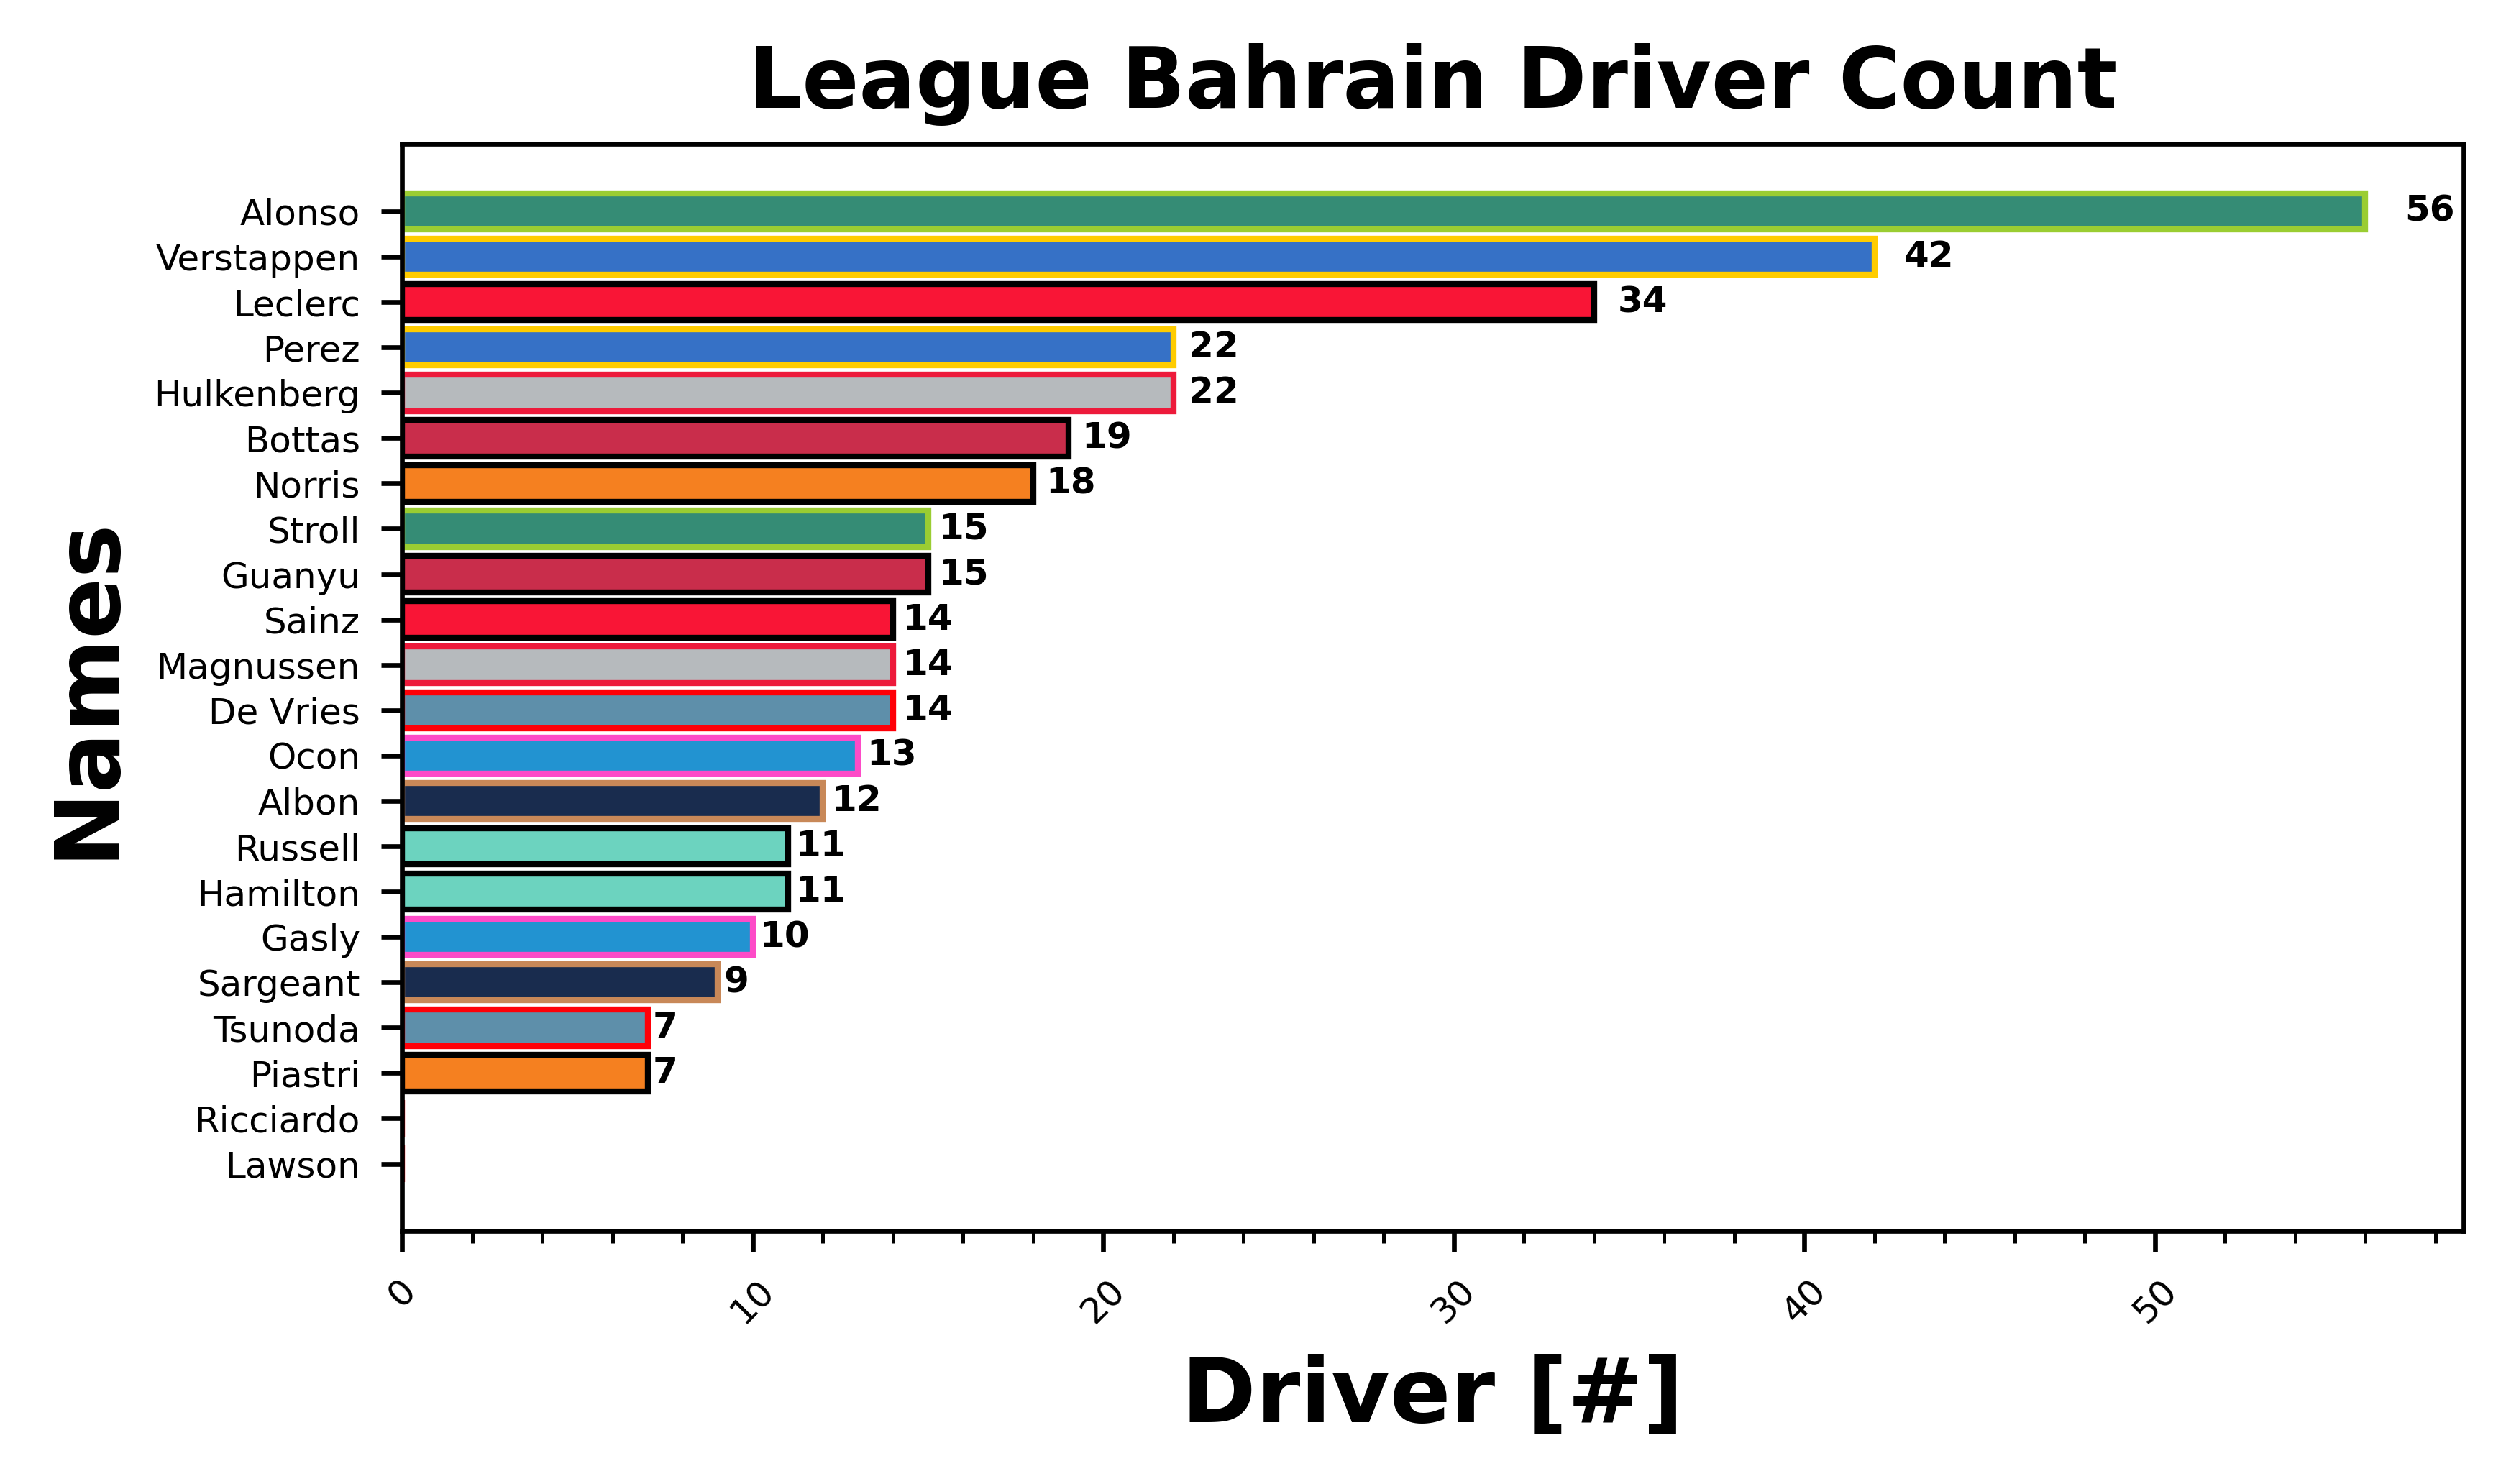 League Bahrain Driver Count
Names
Alonso 56
Verstappen 42
Leclerc 34
Perez 22
Hulkenberg 22
Bottas 19
Norris 18
Stroll 15
Guanyu 15
Sainz 14
Magnussen 14
De Vries 14
Ocon 13
Albon 12
Russell 11
Hamilton 11
Gasly 10
Sargeant 9
Tsunoda 7
Piastri 7
Ricciardo
Lawson
0 10 20 30 40 50
Driver [#]